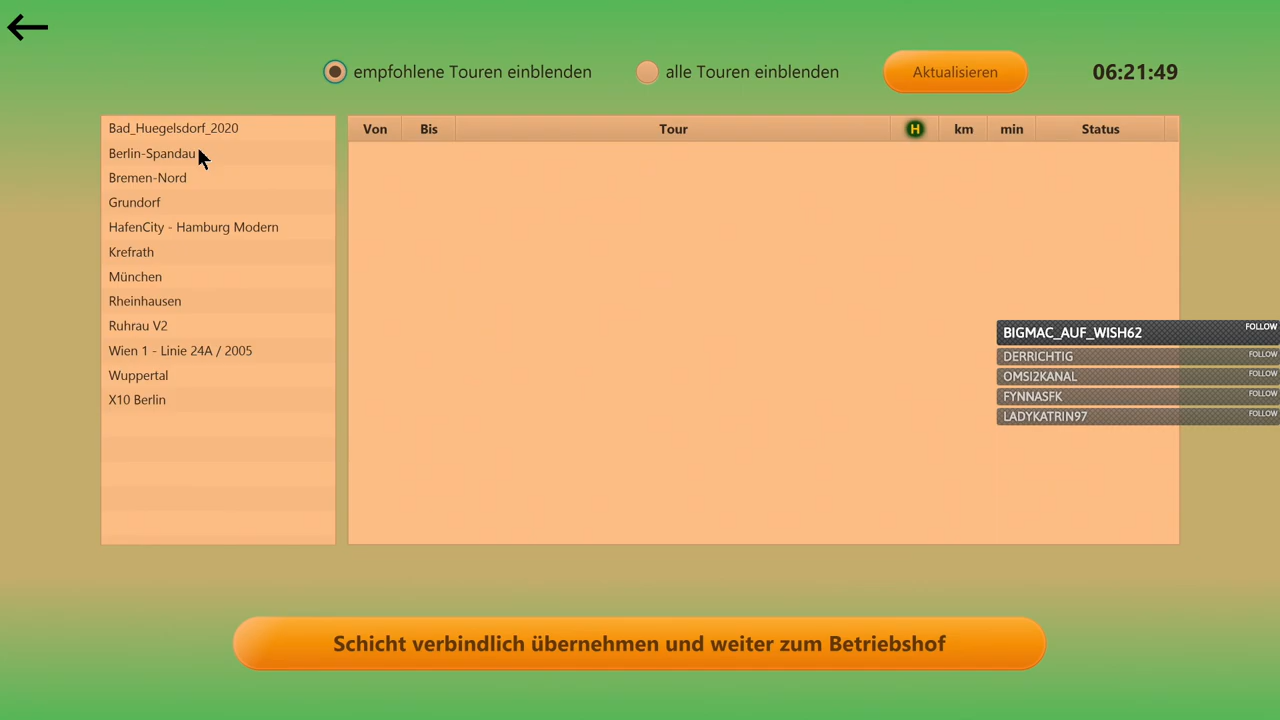 empfohlene Touren einblenden
alle Touren einblenden
Aktualisieren
06:21:49
Bad_Huegelsdorf_2020
Berlin-Spandau
Bremen-Nord
Grundorf
HafenCity - Hamburg Modern
Krefrath
München
Rheinhausen
Ruhrau V2
Wien 1 - Linie 24A / 2005
Wuppertal
X10 Berlin
Von Bis Tour H km min Status
BIGMAC_AUF_WISH62 FOLLOW
DERRICHTIG FOLLOW
OMSI2KANAL FOLLOW
FYNNASFK FOLLOW
LADYKATRIN97 FOLLOW
Schicht verbindlich übernehmen und weiter zum Betriebshof